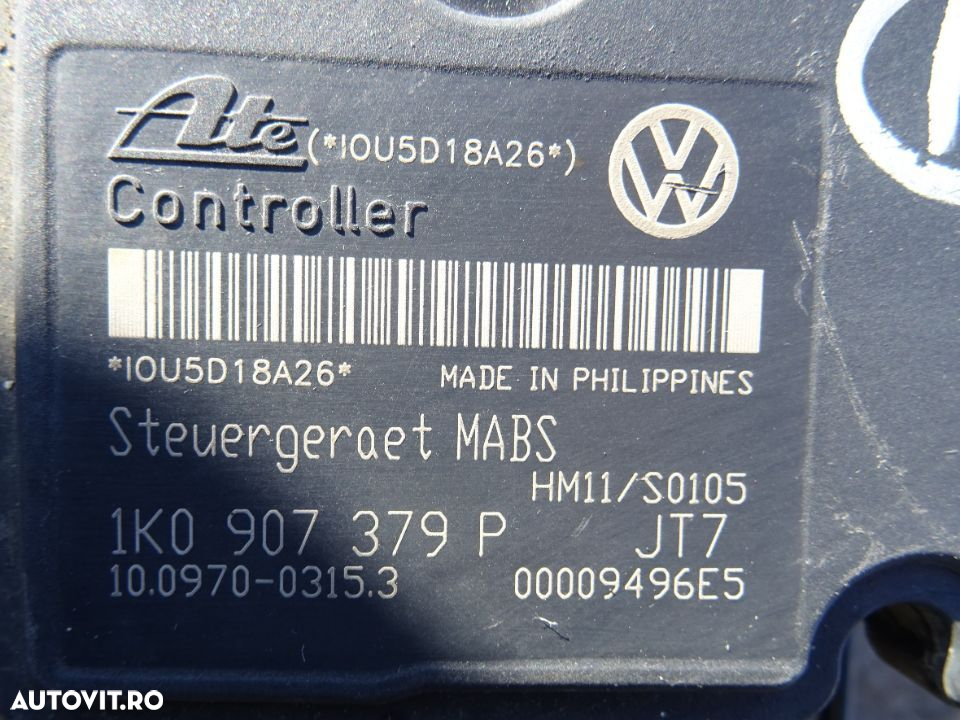 Ate (*IOU5D18A26*)
Controller
*IOU5D18A26* MADE IN PHILIPPINES
Steuergeraet MABS
HM11/S0105
1K0 907 379 P JT7
10.0970-0315.3 00009496E5
AUTOVIT.RO